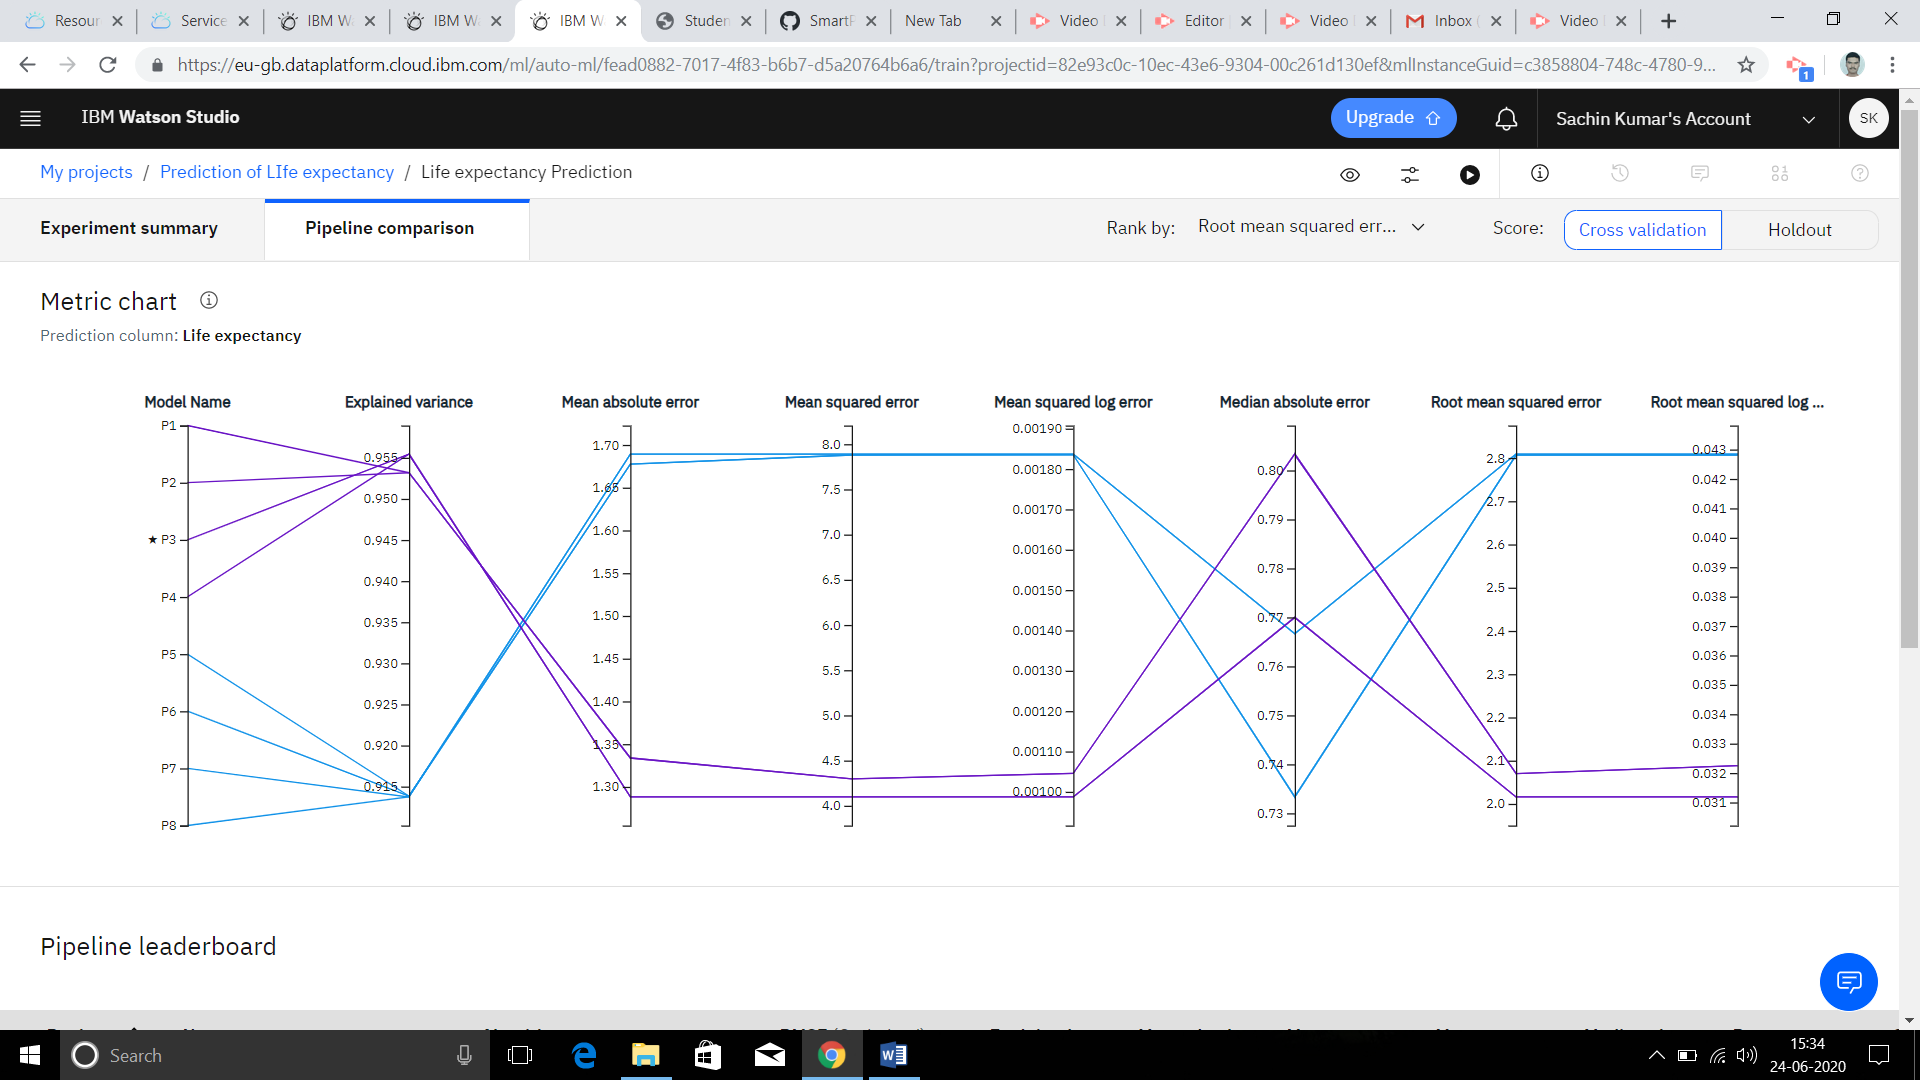 Resour
Service
IBM W
IBM W
IBM W
Studen
SmartP
New Tab
Video
Editor
Video
Inbox (
Video
https://eu-gb.dataplatform.cloud.ibm.com/ml/auto-ml/fead0882-7017-4f83-b6b7-d5a20764b6a6/train?projectid=82e93c0c-10ec-43e6-9304-00c261d130ef&mlInstanceGuid=c3858804-748c-4780-9...
1
IBM Watson Studio
Upgrade
Sachin Kumar's Account
SK
My projects / Prediction of LIfe expectancy / Life expectancy Prediction
Experiment summary
Pipeline comparison
Rank by: Root mean squared err...
Score: Cross validation Holdout
Metric chart
Prediction column: Life expectancy
Model Name
P1
P2
★ P3
P4
P5
P6
P7
P8
Explained variance
0.955
0.950
0.945
0.940
0.935
0.930
0.925
0.920
0.915
Mean absolute error
1.70
1.65
1.60
1.55
1.50
1.45
1.40
1.35
1.30
Mean squared error
8.0
7.5
7.0
6.5
6.0
5.5
5.0
4.5
4.0
Mean squared log error
0.00190
0.00180
0.00170
0.00160
0.00150
0.00140
0.00130
0.00120
0.00110
0.00100
Median absolute error
0.80
0.79
0.78
0.77
0.76
0.75
0.74
0.73
Root mean squared error
2.8
2.7
2.6
2.5
2.4
2.3
2.2
2.1
2.0
Root mean squared log ...
0.043
0.042
0.041
0.040
0.039
0.038
0.037
0.036
0.035
0.034
0.033
0.032
0.031
Pipeline leaderboard
Search
15:34
24-06-2020